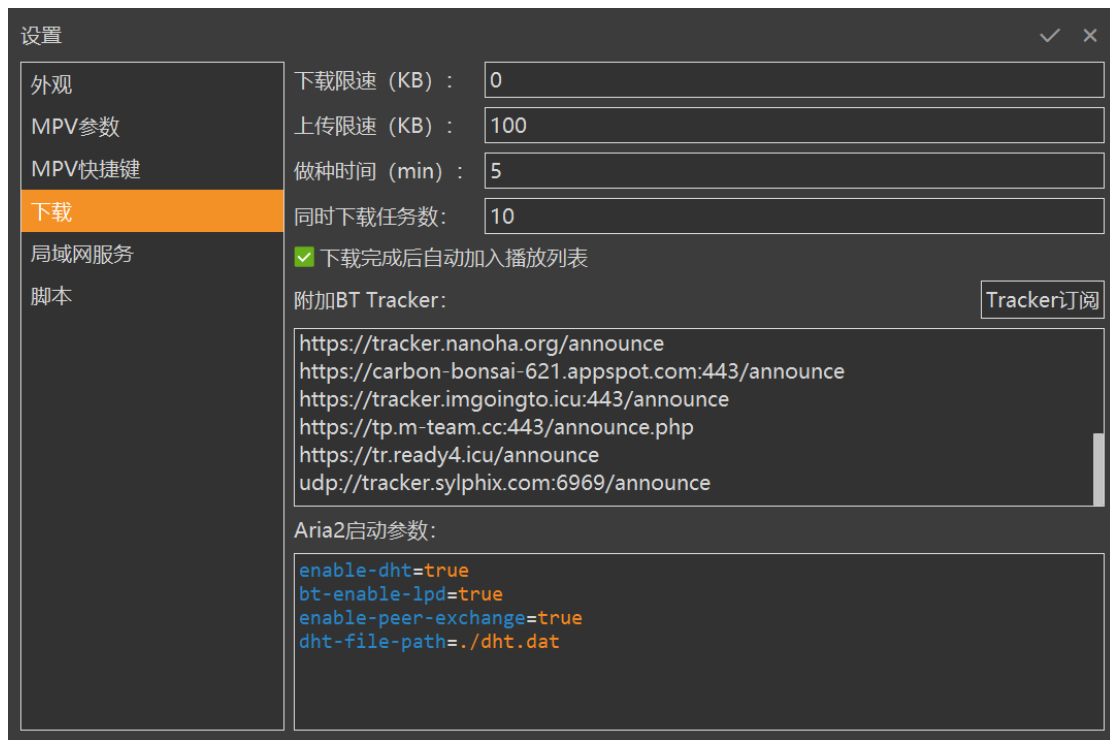 设置
外观
MPV参数
MPV快捷键
下载
局域网服务
脚本
下载限速（KB）： 0
上传限速（KB）： 100
做种时间（min）： 5
同时下载任务数： 10
下载完成后自动加入播放列表
附加BT Tracker： Tracker订阅
https://tracker.nanoha.org/announce
https://carbon-bonsai-621.appspot.com:443/announce
https://tracker.imgoingto.icu:443/announce
https://tp.m-team.cc:443/announce.php
https://tr.ready4.icu/announce
udp://tracker.sylphix.com:6969/announce
Aria2启动参数：
enable-dht=true
bt-enable-lpd=true
enable-peer-exchange=true
dht-file-path=./dht.dat